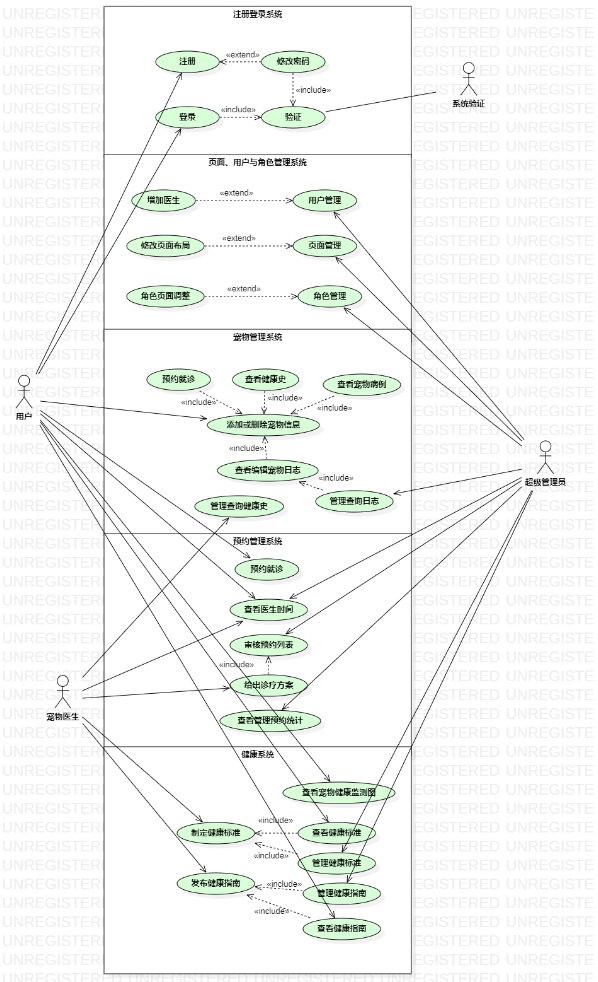 UNREGISTERED UNREGISTERED
注册登录系统
注册
«extend»
修改密码
«include»
登录
«include»
验证
系统验证
页面、用户与角色管理系统
增加医生
«extend»
用户管理
修改页面布局
«extend»
页面管理
角色页面调整
«extend»
角色管理
宠物管理系统
预约就诊
查看健康史
查看宠物病例
«include»
«include»
«include»
添加或删除宠物信息
用户
«include»
查看编辑宠物日志
«include»
管理查询日志
管理查询健康史
超级管理员
预约管理系统
预约就诊
查看医生时间
审核预约列表
«include»
给出诊疗方案
宠物医生
查看管理预约统计
健康系统
查看宠物健康监测图
制定健康标准
«include»
查看健康标准
«include»
管理健康标准
发布健康指南
«include»
管理健康指南
«include»
查看健康指南